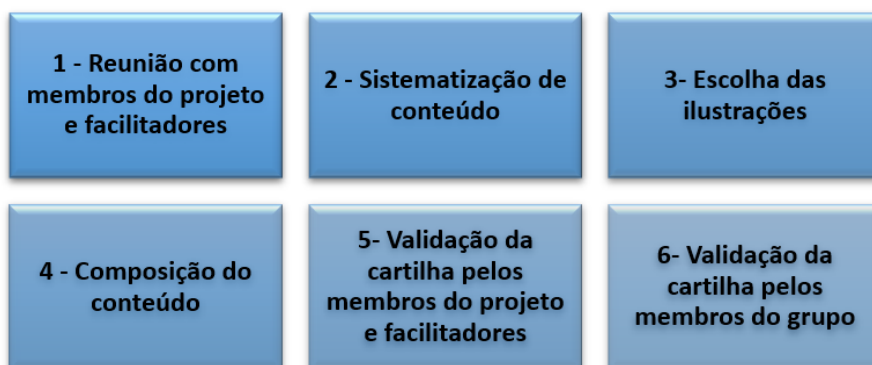 1 - Reunião com
membros do projeto
e facilitadores
2 - Sistematização de
conteúdo
3- Escolha das
ilustrações
4 - Composição do
conteúdo
5- Validação da
cartilha pelos
membros do projeto
e facilitadores
6- Validação da
cartilha pelos
membros do grupo